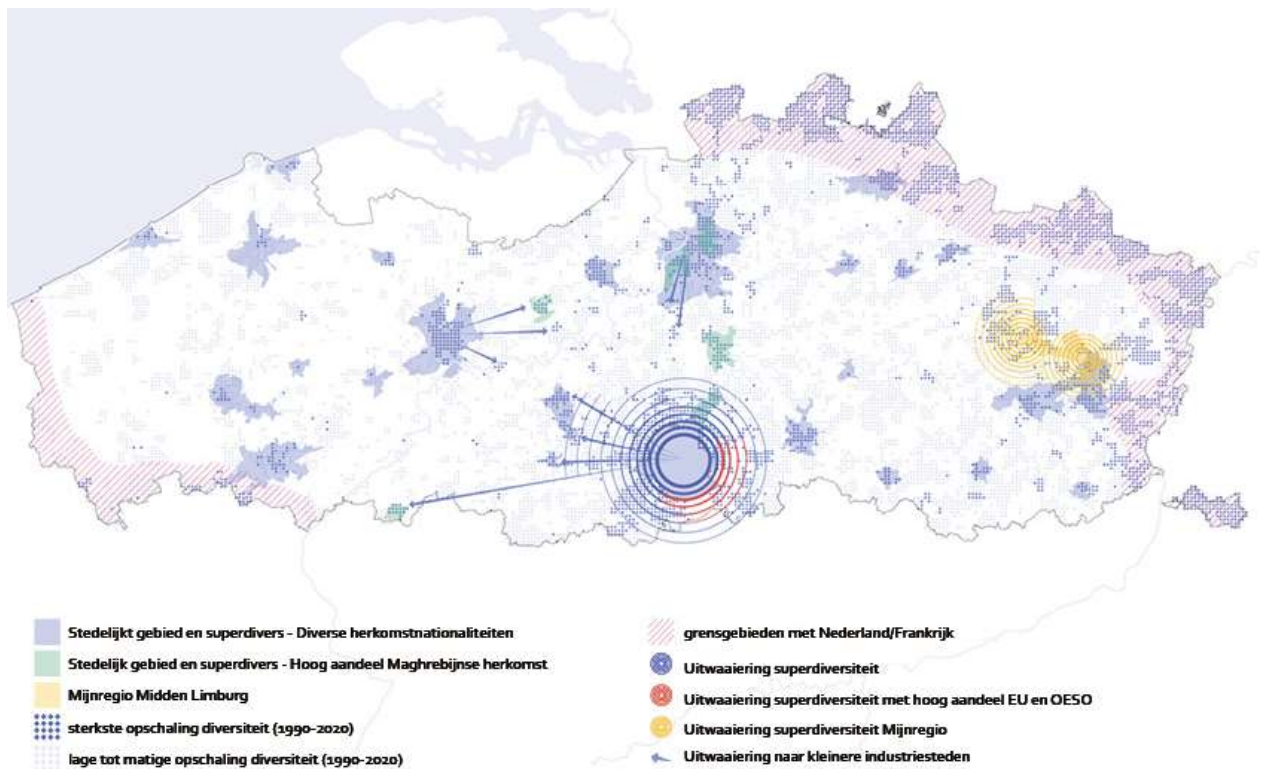 Stedelijkt gebied en superdivers - Diverse herkomstnationaliteiten
Stedelijk gebied en superdivers - Hoog aandeel Maghrebijnse herkomst
Mijnregio Midden Limburg
sterkste opschaling diversiteit (1990-2020)
lage tot matige opschaling diversiteit (1990-2020)
grensgebieden met Nederland/Frankrijk
Uitwaaiering superdiversiteit
Uitwaaiering superdiversiteit met hoog aandeel EU en OESO
Uitwaaiering superdiversiteit Mijnregio
Uitwaaiering naar kleinere industriesteden